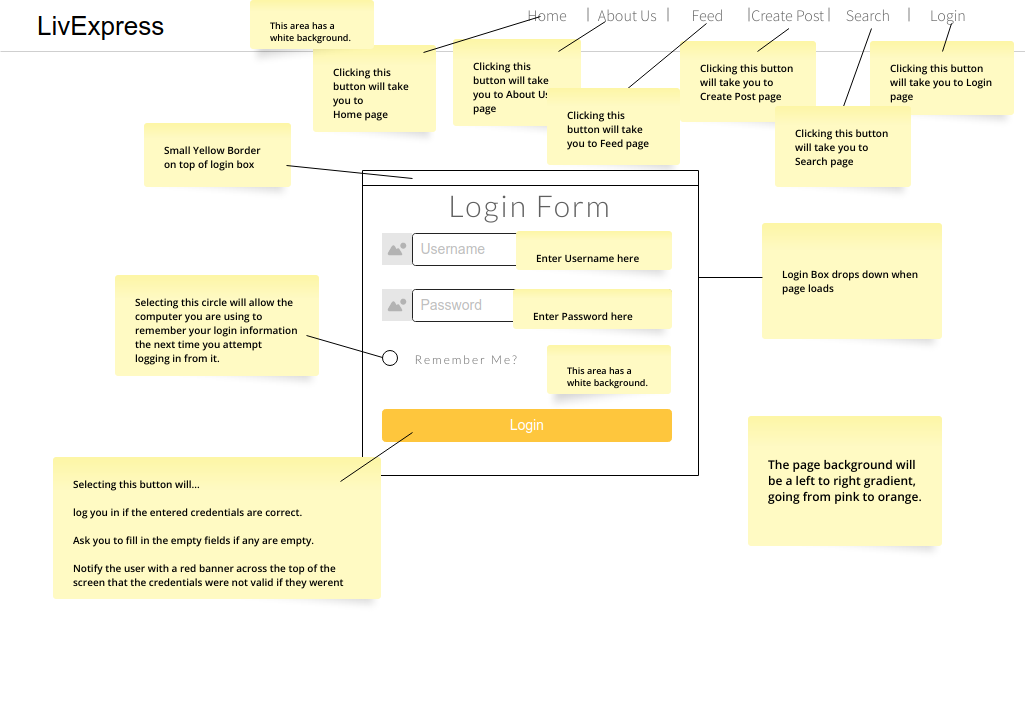 LivExpress
Home | About Us | Feed |Create Post | Search | Login
This area has a
white background.
Clicking this
button will take
you to
Home page
Clicking this
button will take
you to About Us
page
Clicking this
button will take
you to Feed page
Clicking this button
will take you to
Create Post page
Clicking this button
will take you to
Search page
Clicking this button
will take you to Login
page
Small Yellow Border
on top of login box
Login Form
Username
Enter Username here
Password
Enter Password here
Remember Me?
This area has a
white background.
Login
Login Box drops down when
page loads
Selecting this circle will allow the
computer you are using to
remember your login information
the next time you attempt
logging in from it.
Selecting this button will...
log you in if the entered credentials are correct.
Ask you to fill in the empty fields if any are empty.
Notify the user with a red banner across the top of the
screen that the credentials were not valid if they werent
The page background will
be a left to right gradient,
going from pink to orange.